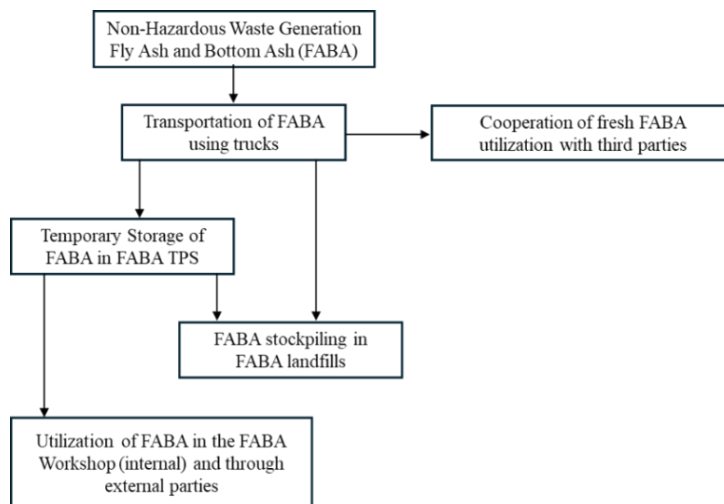 Non-Hazardous Waste Generation
Fly Ash and Bottom Ash (FABA)
Transportation of FABA
using trucks
Cooperation of fresh FABA
utilization with third parties
Temporary Storage of
FABA in FABA TPS
FABA stockpiling in
FABA landfills
Utilization of FABA in the FABA
Workshop (internal) and through
external parties